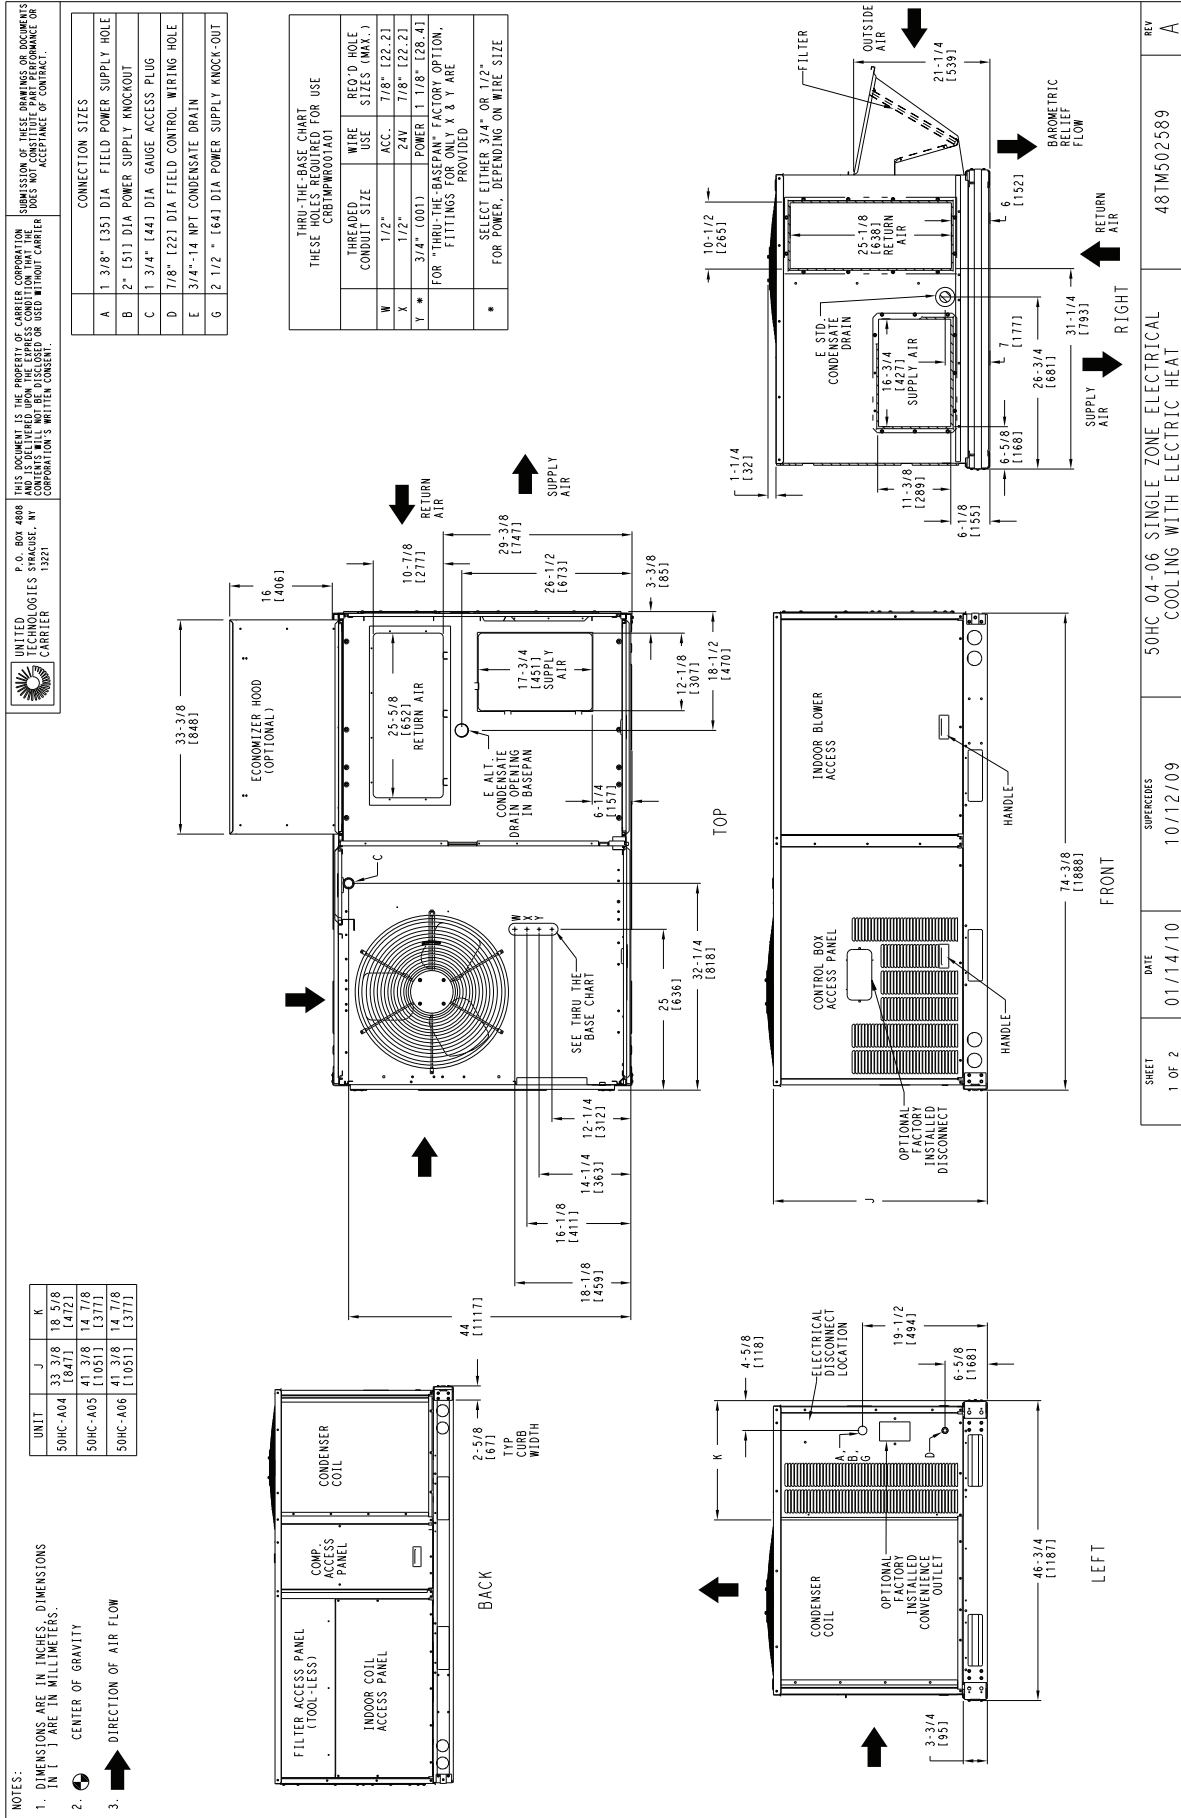 NOTES:
1. DIMENSIONS ARE IN INCHES, DIMENSIONS
IN [ ] ARE IN MILLIMETERS.
2. CENTER OF GRAVITY
3. DIRECTION OF AIR FLOW
UNIT J K
50HC-A04 33 3/8 [847] 18 5/8 [472]
50HC-A05 41 3/8 [1051] 14 7/8 [377]
50HC-A06 41 3/8 [1051] 14 7/8 [377]
UNITED
TECHNOLOGIES
CARRIER
P.O. BOX 4808
SYRACUSE, NY
13221
THIS DOCUMENT IS THE PROPERTY OF CARRIER CORPORATION
AND IS DELIVERED UPON THE EXPRESS CONDITION THAT THE
CONTENTS WILL NOT BE DISCLOSED OR USED WITHOUT CARRIER
CORPORATION'S WRITTEN CONSENT.
SUBMISSION OF THESE DRAWINGS OR DOCUMENTS
DOES NOT CONSTITUTE PART PERFORMANCE OR
ACCEPTANCE OF CONTRACT.
CONNECTION SIZES
A 1 3/8" [35] DIA FIELD POWER SUPPLY HOLE
B 2" [51] DIA POWER SUPPLY KNOCKOUT
C 1 3/4" [44] DIA GAUGE ACCESS PLUG
D 7/8" [22] DIA FIELD CONTROL WIRING HOLE
E 3/4"-14 NPT CONDENSATE DRAIN
G 2 1/2 " [64] DIA POWER SUPPLY KNOCK-OUT
THRU-THE-BASE CHART
THESE HOLES REQUIRED FOR USE
CRBTMPWR001A01
THREADED CONDUIT SIZE WIRE USE REQ'D HOLE SIZES (MAX.)
W 1/2" ACC. 7/8" [22.2]
X 1/2" 24V 7/8" [22.2]
Y * 3/4" (001) POWER 1 1/8" [28.4]
FOR "THRU-THE-BASEPAN" FACTORY OPTION,
FITTINGS FOR ONLY X & Y ARE
PROVIDED
* SELECT EITHER 3/4" OR 1/2"
FOR POWER, DEPENDING ON WIRE SIZE
FILTER ACCESS PANEL
(TOOL-LESS)
INDOOR COIL
ACCESS PANEL
COMP.
ACCESS
PANEL
CONDENSER
COIL
2-5/8
[67]
TYP
CURB
WIDTH
BACK
33-3/8
[848]
16
[406]
ECONOMIZER HOOD
(OPTIONAL)
RETURN
AIR
10-7/8
[277]
25-5/8
[652]
RETURN AIR
29-3/8
[747]
26-1/2
[673]
SUPPLY
AIR
17-3/4
[451]
SUPPLY
AIR
3-3/8
[85]
12-1/8
[307]
18-1/2
[470]
E ALT.
CONDENSATE
DRAIN OPENING
IN BASEPAN
6-1/4
[157]
C
W
X
Y
SEE THRU THE
BASE CHART
25
[636]
32-1/4
[818]
12-1/4
[312]
14-1/4
[363]
16-1/8
[411]
18-1/8
[459]
44
[1117]
TOP
CONDENSER
COIL
K
4-5/8
[118]
A,
B,
G
ELECTRICAL
DISCONNECT
LOCATION
19-1/2
[494]
OPTIONAL
FACTORY
INSTALLED
CONVENIENCE
OUTLET
D
6-5/8
[168]
3-3/4
[95]
46-3/4
[1187]
LEFT
J
CONTROL BOX
ACCESS PANEL
OPTIONAL
FACTORY
INSTALLED
DISCONNECT
HANDLE
INDOOR BLOWER
ACCESS
HANDLE
74-3/8
[1888]
FRONT
1-1/4
[32]
10-1/2
[265]
FILTER
OUTSIDE
AIR
21-1/4
[539]
E STD.
CONDENSATE
DRAIN
25-1/8
[638]
RETURN
AIR
16-3/4
[427]
SUPPLY AIR
11-3/8
[289]
6-1/8
[155]
6-5/8
[168]
7
[177]
6
[152]
BAROMETRIC
RELIEF
FLOW
26-3/4
[681]
31-1/4
[793]
SUPPLY
AIR
RETURN
AIR
RIGHT
SHEET
1 OF 2
DATE
01/14/10
SUPERCEDES
10/12/09
50HC 04-06 SINGLE ZONE ELECTRICAL
COOLING WITH ELECTRIC HEAT
48TM502589
REV
A